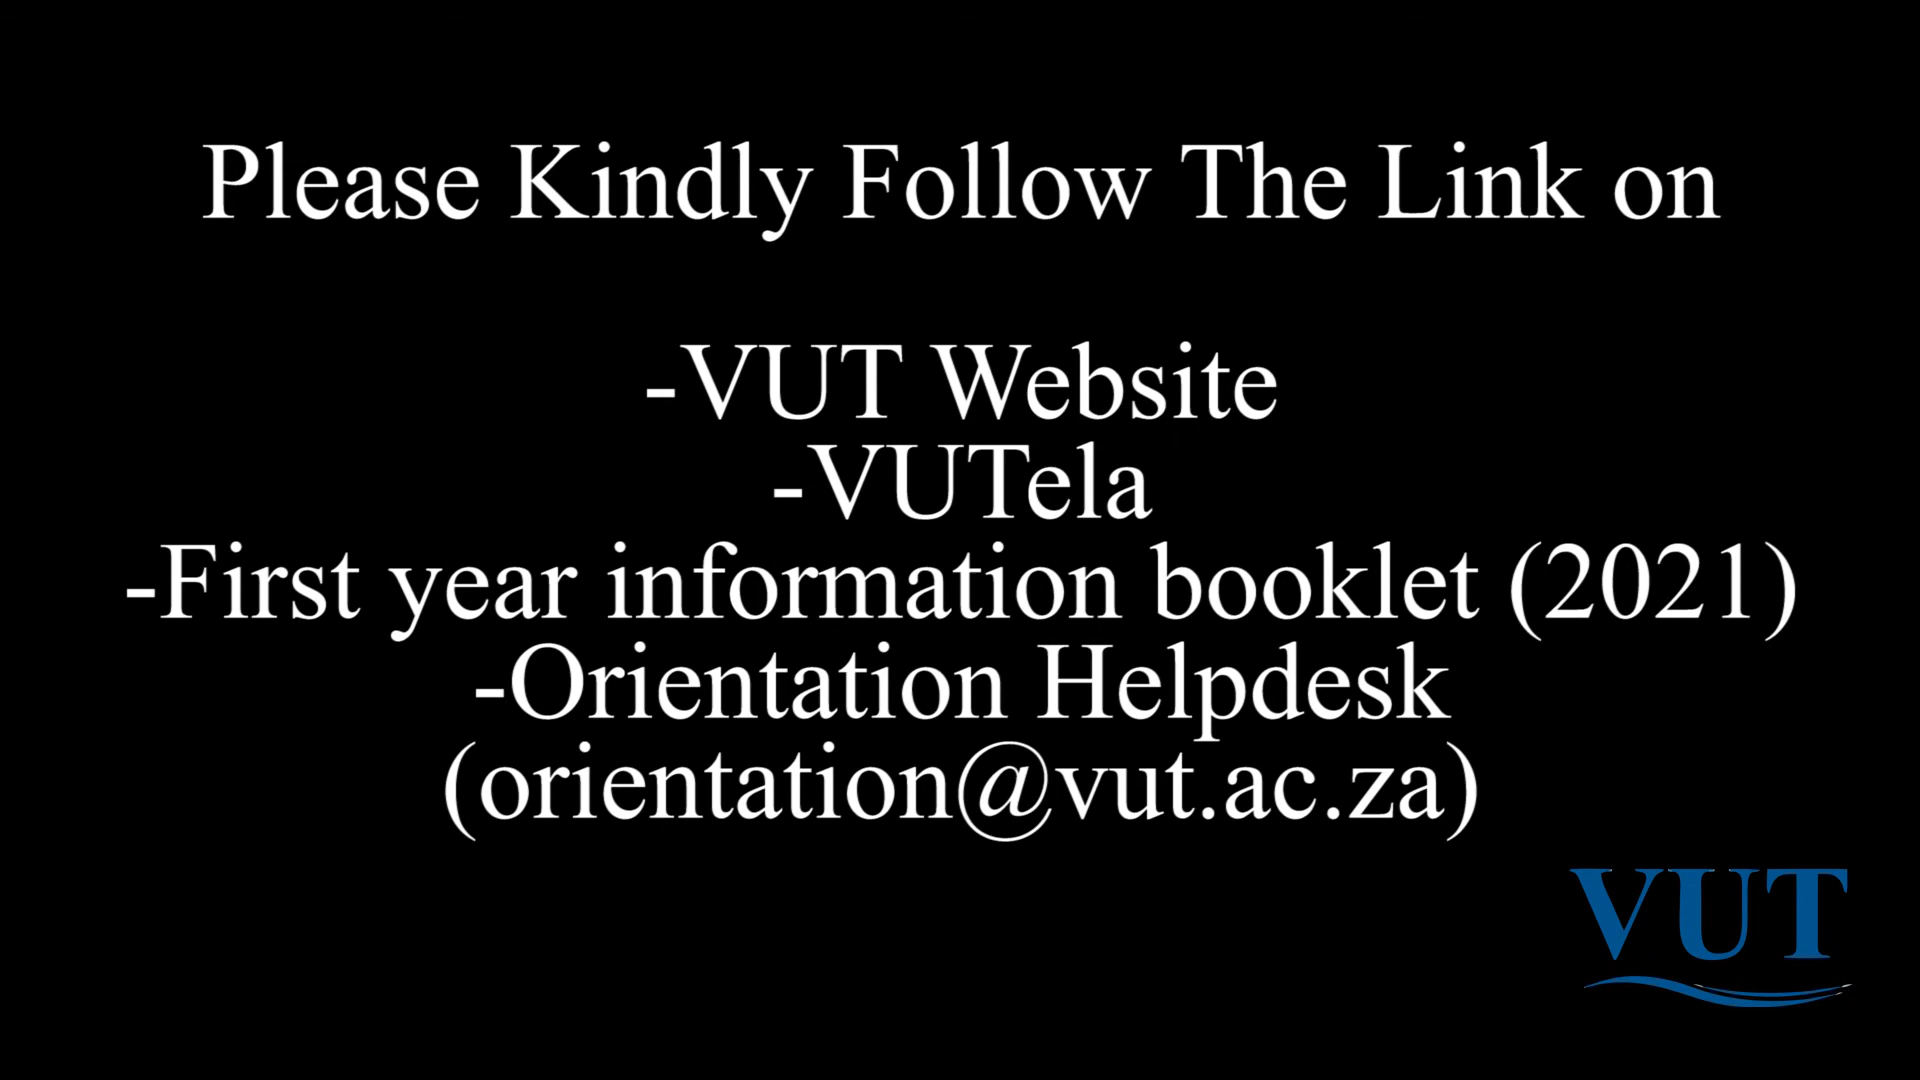 Please Kindly Follow The Link on
-VUT Website
-VUTela
-First year information booklet (2021)
-Orientation Helpdesk
(orientation@vut.ac.za)
VUT